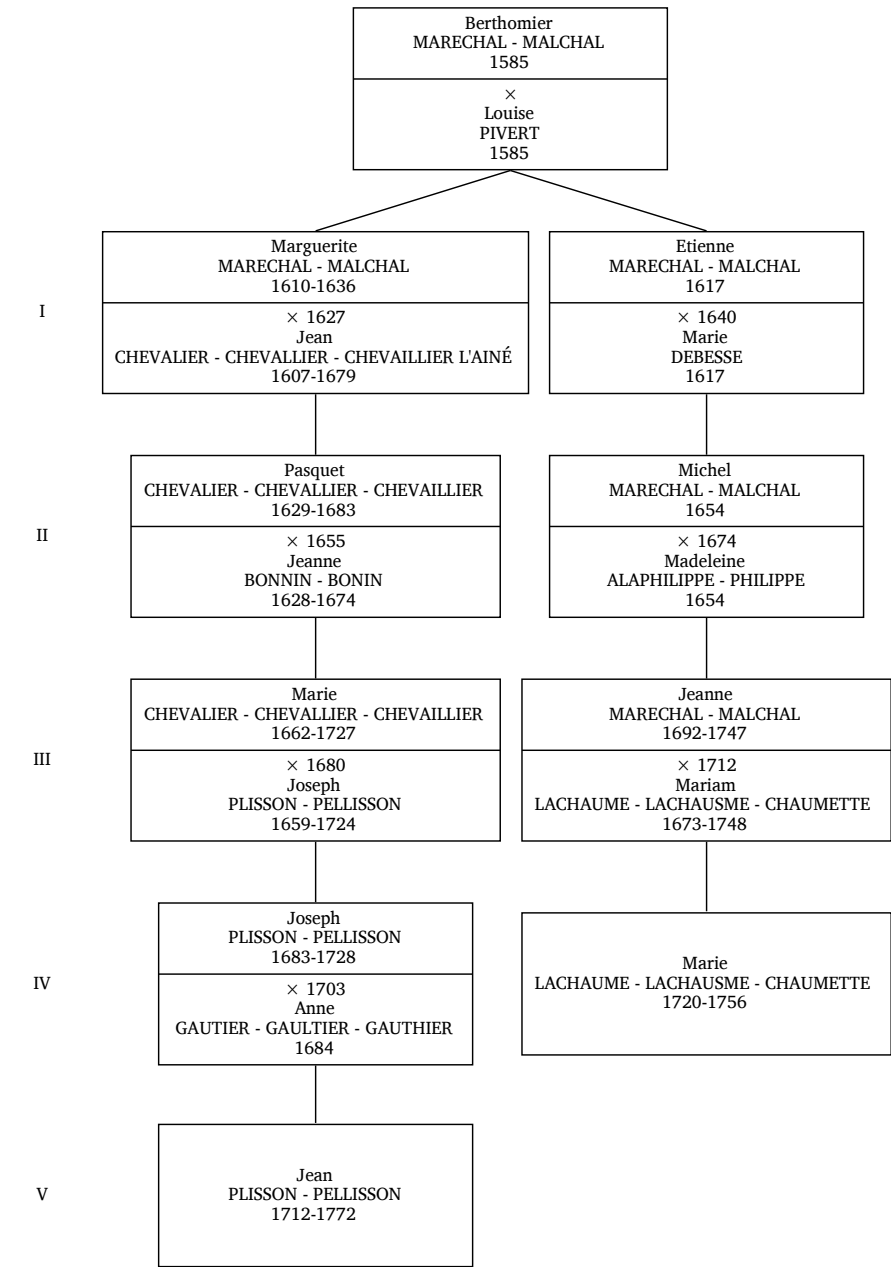 Berthomier
MARECHAL - MALCHAL
1585
×
Louise
PIVERT
1585
I
Marguerite
MARECHAL - MALCHAL
1610-1636
× 1627
Jean
CHEVALIER - CHEVALLIER - CHEVAILLIER L'AINÉ
1607-1679
Etienne
MARECHAL - MALCHAL
1617
× 1640
Marie
DEBESSE
1617
II
Pasquet
CHEVALIER - CHEVALLIER - CHEVAILLIER
1629-1683
× 1655
Jeanne
BONNIN - BONIN
1628-1674
Michel
MARECHAL - MALCHAL
1654
× 1674
Madeleine
ALAPHILIPPE - PHILIPPE
1654
III
Marie
CHEVALIER - CHEVALLIER - CHEVAILLIER
1662-1727
× 1680
Joseph
PLISSON - PELLISSON
1659-1724
Jeanne
MARECHAL - MALCHAL
1692-1747
× 1712
Mariam
LACHAUME - LACHAUSME - CHAUMETTE
1673-1748
IV
Joseph
PLISSON - PELLISSON
1683-1728
× 1703
Anne
GAUTIER - GAULTIER - GAUTHIER
1684
Marie
LACHAUME - LACHAUSME - CHAUMETTE
1720-1756
V
Jean
PLISSON - PELLISSON
1712-1772